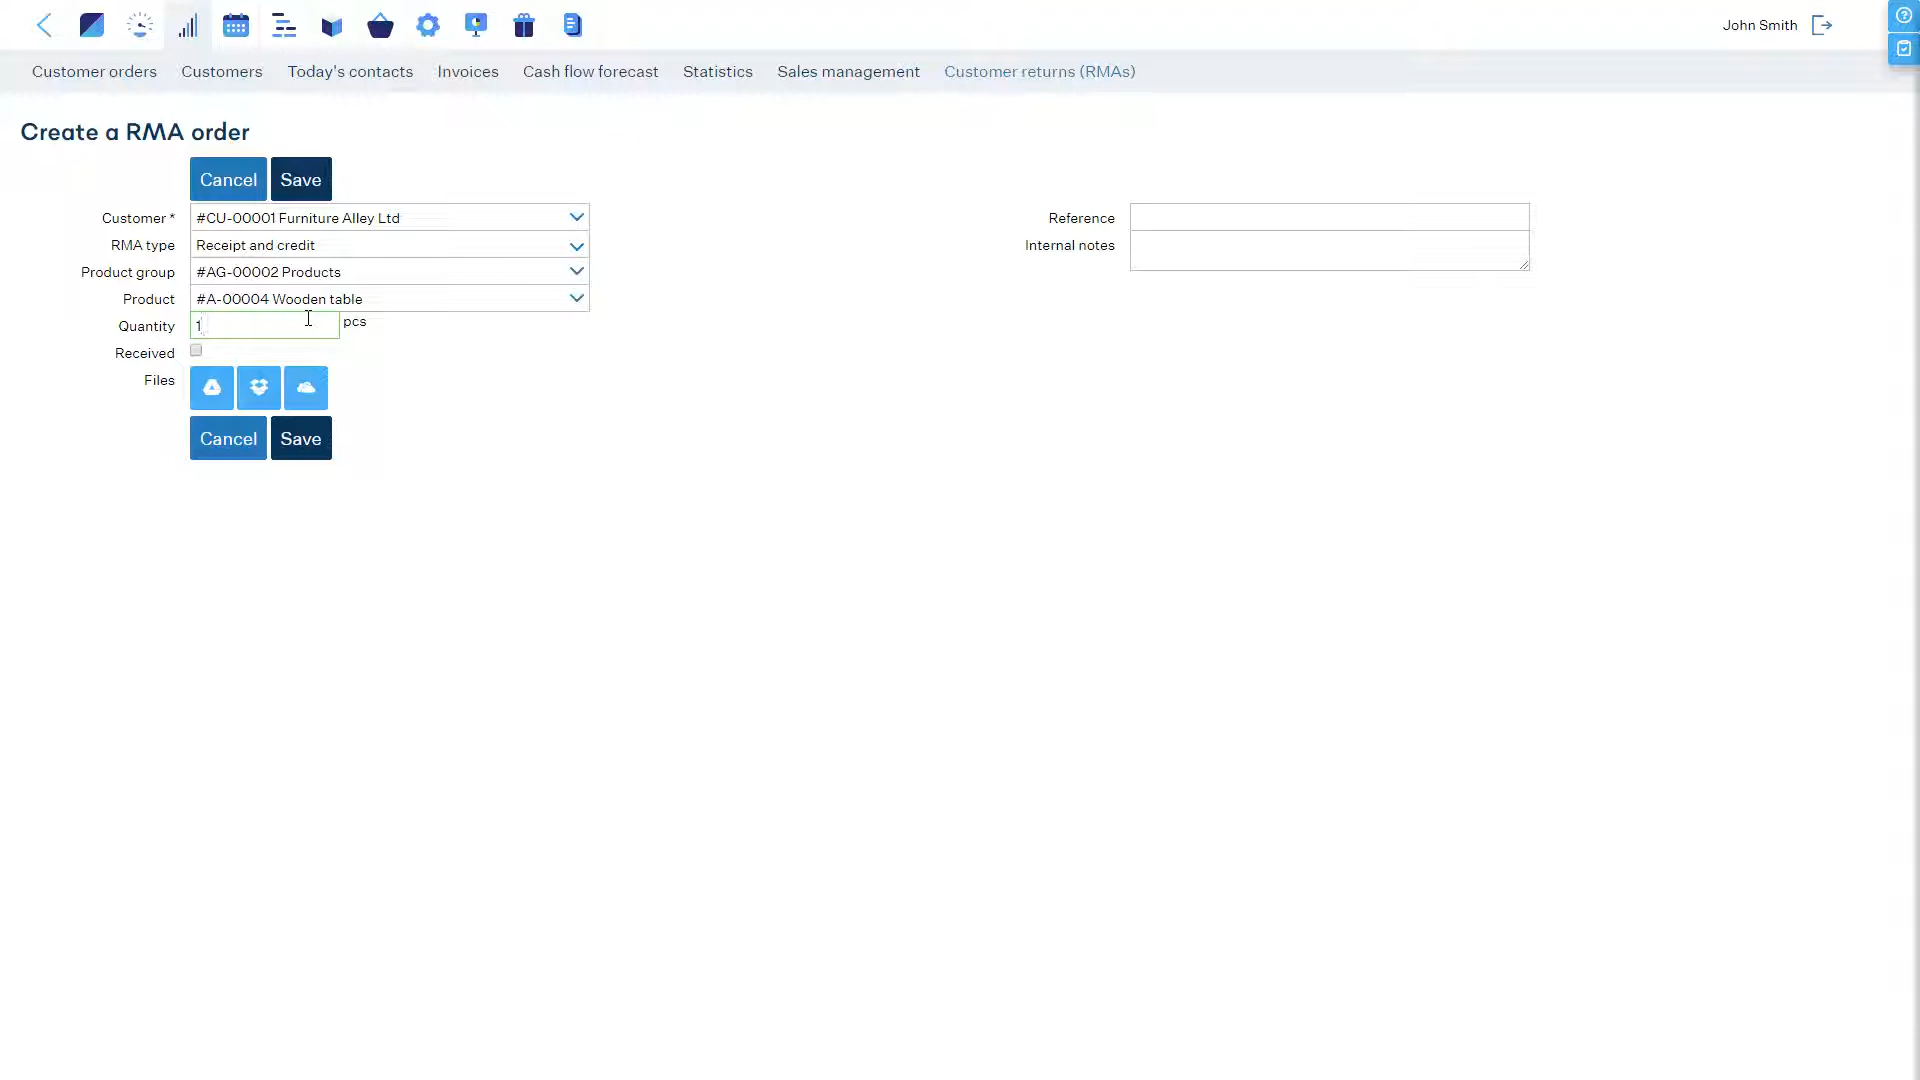 John Smith
Customer orders Customers Today's contacts Invoices Cash flow forecast Statistics Sales management Customer returns (RMAs)
Create a RMA order
Cancel Save
Customer * #CU-00001 Furniture Alley Ltd
Reference
RMA type Receipt and credit
Internal notes
Product group #AG-00002 Products
Product #A-00004 Wooden table
Quantity 1 pcs
Received
Files
Cancel Save